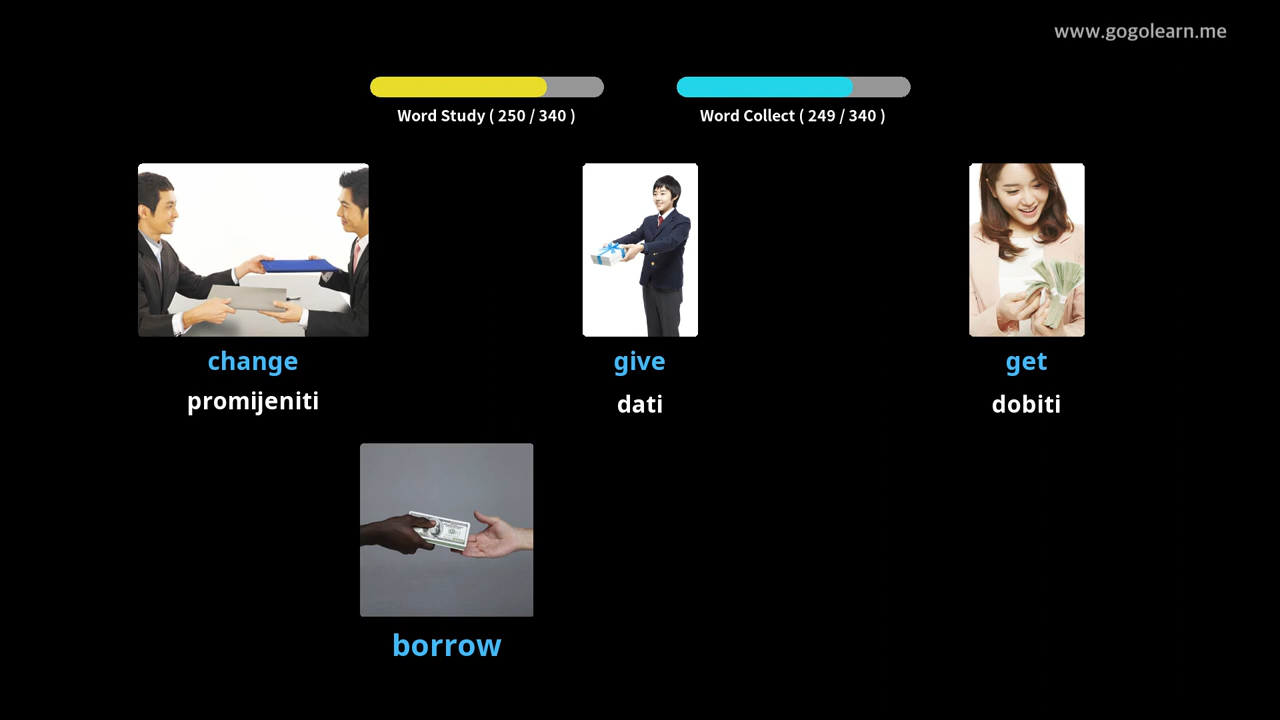 www.gogolearn.me
Word Study ( 250 / 340 )
Word Collect ( 249 / 340 )
change
give
get
promijeniti
dati
dobiti
borrow